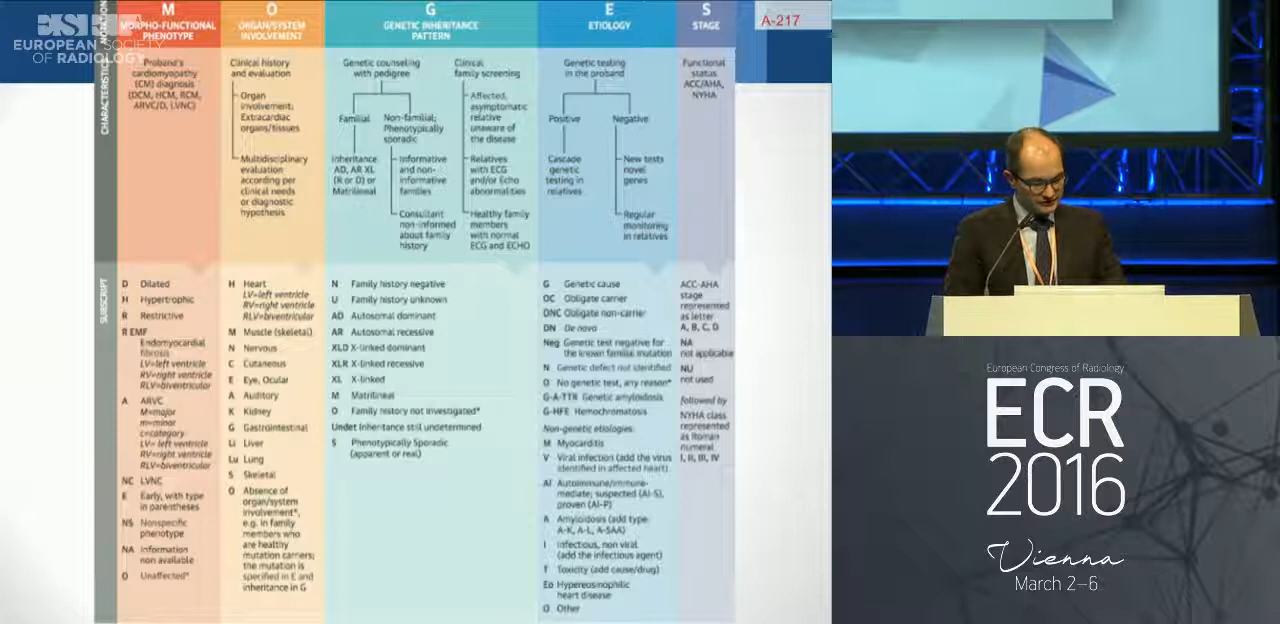 M
MORPHO-FUNCTIONAL
PHENOTYPE
O
ORGAN/SYSTEM
INVOLVEMENT
G
GENETIC INHERITANCE
PATTERN
E
ETIOLOGY
S
STAGE
A-217
EUROPEAN SOCIETY
OF RADIOLOGY
Proband's
cardiomyopathy
(CM) diagnosis
(DCM, HCM, RCM,
ARVC/D, LVNC)
Clinical history
and evaluation
Organ
involvement:
Extracardiac
organs/tissues
Multidisciplinary
evaluation
according per
clinical needs
or diagnostic
hypothesis
Genetic counseling
with pedigree
Familial
Non-familial;
Phenotypically
sporadic
Inheritance
AD, AR XL
(R or D) or
Matrilineal
Informative
and non-
informative
families
Consultant
non-informed
about family
history
Clinical
family screening
Affected,
asymptomatic
relative
unaware of
the disease
Relatives
with ECG
and/or Echo
abnormalities
Healthy family
members
with normal
ECG and ECHO
Genetic testing
in the proband
Positive
Negative
Cascade
genetic
testing in
relatives
New tests
novel
genes
Regular
monitoring
in relatives
Functional
status
ACC/AHA,
NYHA
SUBSCRIPT
D Dilated
H Hypertrophic
R Restrictive
R EMF
Endomyocardial
fibrosis
LV=left ventricle
RV=right ventricle
RLV=biventricular
A ARVC
M=major
m=minor
c=category
LV= left ventricle
RV=right ventricle
RLV=biventricular
NC LVNC
E Early, with type
in parentheses
NS Nonspecific
phenotype
NA Information
non available
O Unaffected*
H Heart
LV=left ventricle
RV=right ventricle
RLV=biventricular
M Muscle (skeletal)
N Nervous
C Cutaneous
E Eye, Ocular
A Auditory
K Kidney
G Gastrointestinal
Li Liver
Lu Lung
S Skeletal
O Absence of
organ/system
involvement*,
e.g. in family
members who
are healthy
mutation carriers;
the mutation is
specified in E and
inheritance in G
N Family history negative
U Family history unknown
AD Autosomal dominant
AR Autosomal recessive
XLD X-linked dominant
XLR X-linked recessive
XL X-linked
M Matrilineal
O Family history not investigated*
Undet Inheritance still undetermined
S Phenotypically Sporadic
(apparent or real)
G Genetic cause
OC Obligate carrier
ONC Obligate non-carrier
DN De novo
Neg Genetic test negative for
the known familial mutation
N Genetic defect not identified
O No genetic test, any reason*
G-A-TTR Genetic amyloidosis
G-HFE Hemochromatosis
Non-genetic etiologies:
M Myocarditis
V Viral infection (add the virus
identified in affected heart)
AI Autoimmune/immune-
mediate; suspected (AI-S),
proven (AI-P)
A Amyloidosis (add type:
A-K, A-L, A-SAA)
I Infectious, non viral
(add the infectious agent)
T Toxicity (add cause/drug)
Eo Hypereosinophilic
heart disease
O Other
ACC-AHA
stage
represented
as letter
A, B, C, D
NA
not applicable
NU
not used
followed by
NYHA class
represented
as Roman
numeral
I, II, III, IV
European Congress of Radiology
ECR
2016
Vienna
March 2–6